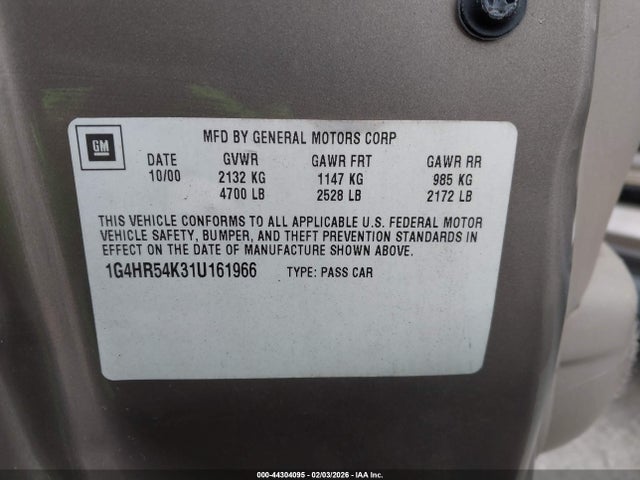 GM
MFD BY GENERAL MOTORS CORP
DATE GVWR GAWR FRT GAWR RR
10/00 2132 KG 1147 KG 985 KG
4700 LB 2528 LB 2172 LB
THIS VEHICLE CONFORMS TO ALL APPLICABLE U.S. FEDERAL MOTOR
VEHICLE SAFETY, BUMPER, AND THEFT PREVENTION STANDARDS IN
EFFECT ON THE DATE OF MANUFACTURE SHOWN ABOVE.
1G4HR54K31U161966 TYPE: PASS CAR
000-44304095 - 02/03/2026 - IAA Inc.